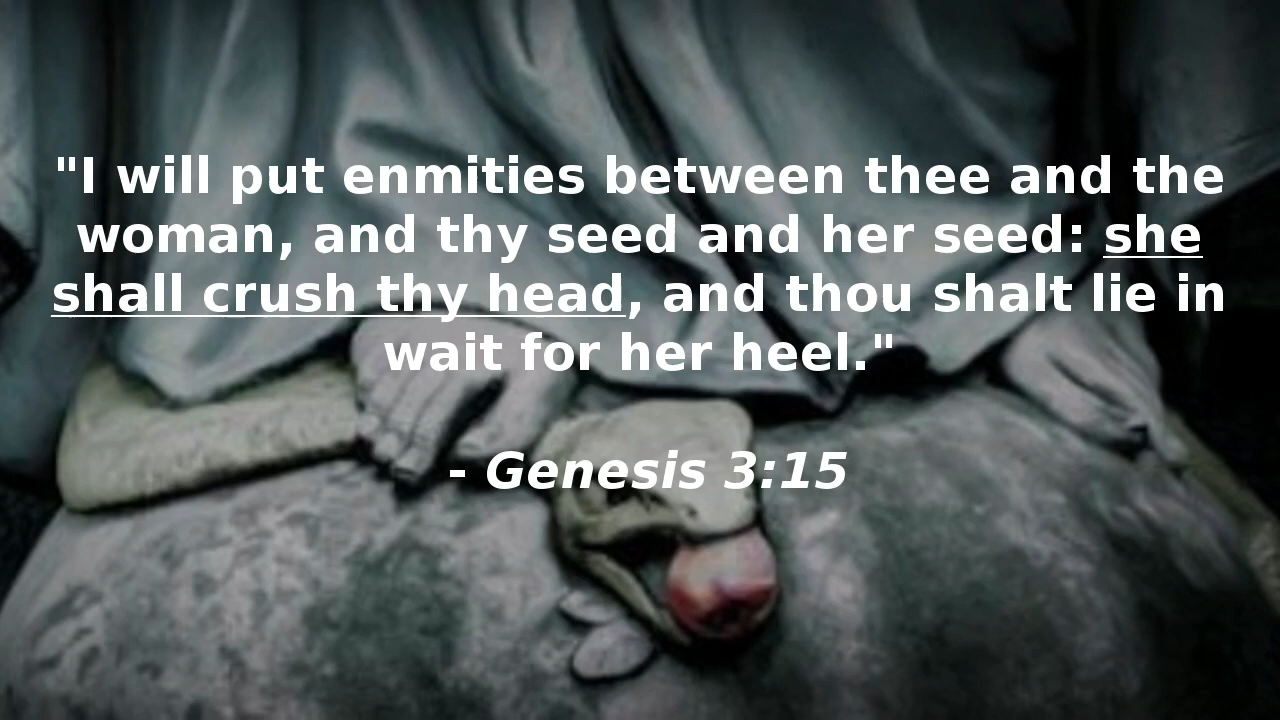 "I will put enmities between thee and the
woman, and thy seed and her seed: she
shall crush thy head, and thou shalt lie in
wait for her heel."
- Genesis 3:15